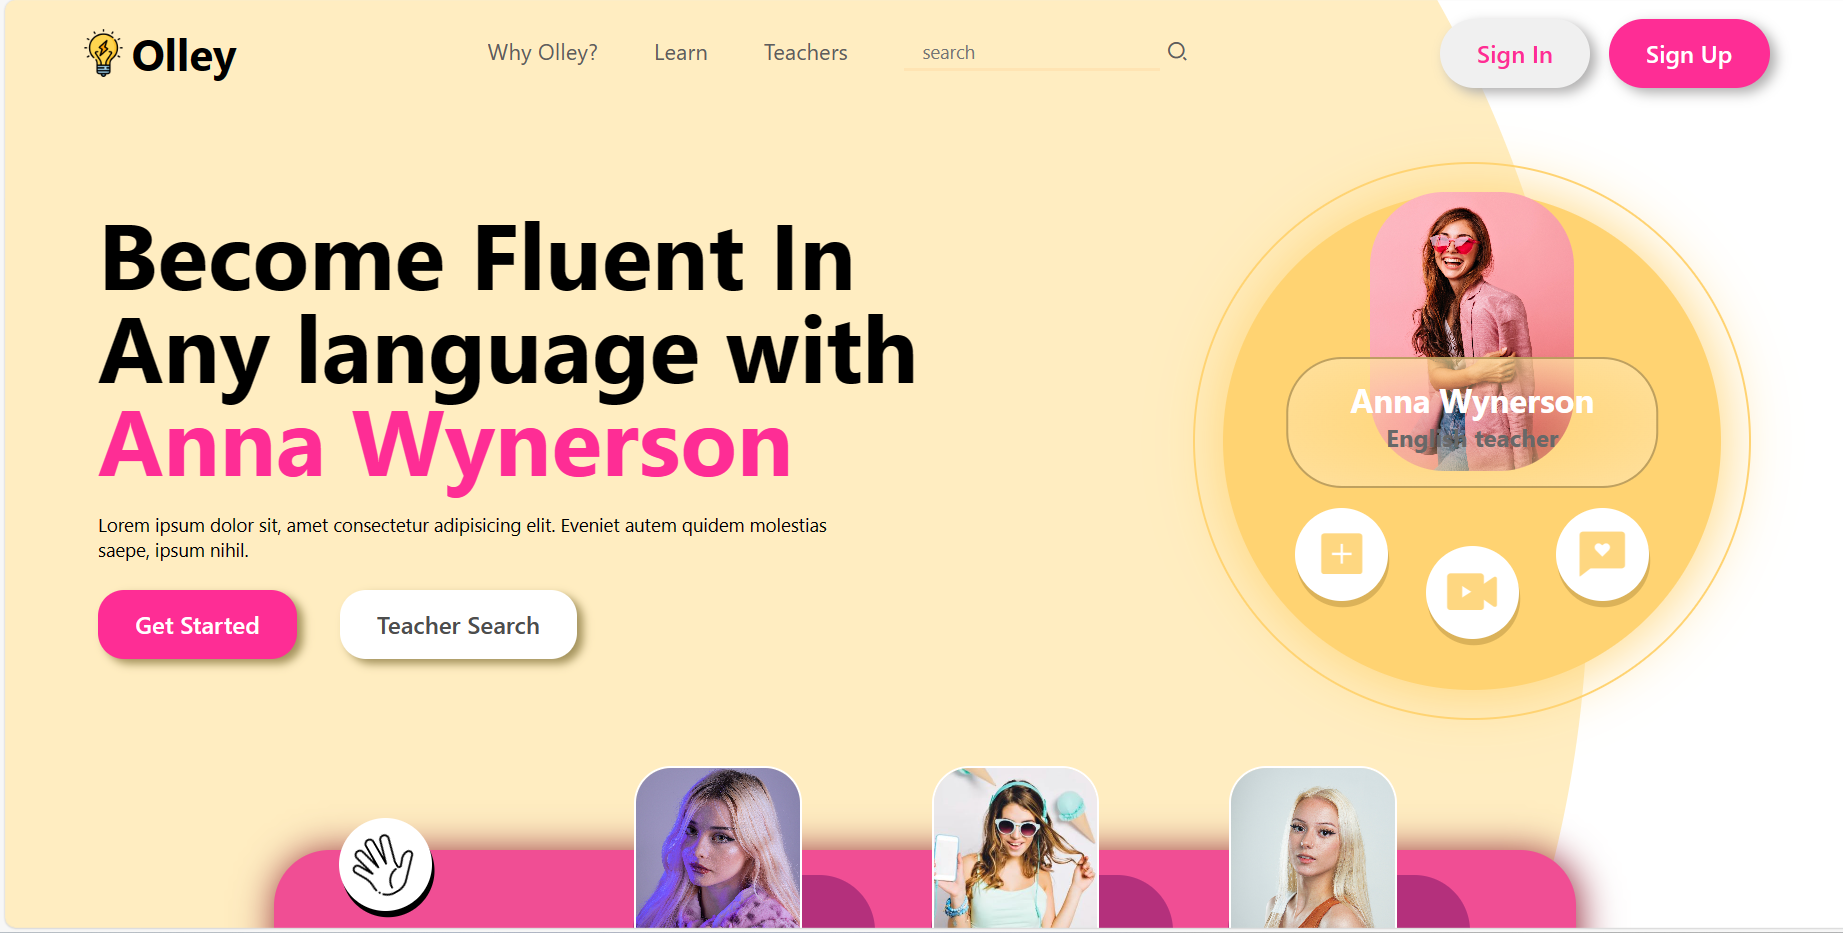 Olley
Why Olley?
Learn
Teachers
search
Sign In
Sign Up
Become Fluent In
Any language with
Anna Wynerson
Lorem ipsum dolor sit, amet consectetur adipisicing elit. Eveniet autem quidem molestias
saepe, ipsum nihil.
Get Started
Teacher Search
Anna Wynerson
English teacher